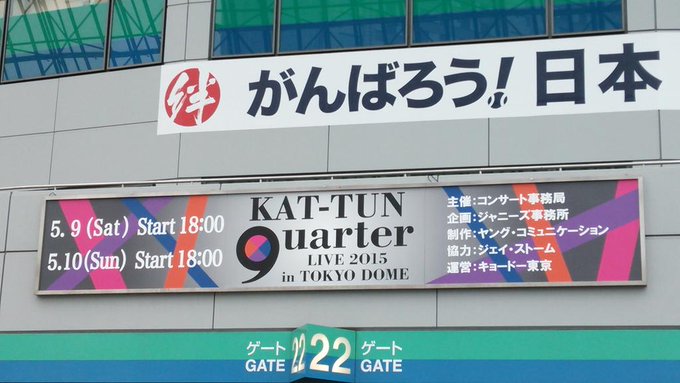 絆 がんばろう!日本
5. 9 (Sat) Start 18:00
5.10(Sun) Start 18:00
KAT-TUN
9uarter
LIVE 2015
in TOKYO DOME
主催:コンサート事務局
企画:ジャニーズ事務所
制作:ヤング・コミュニケーション
協力:ジェイ・ストーム
運営:キョードー東京
ゲート
GATE
22
22
ゲート
GATE